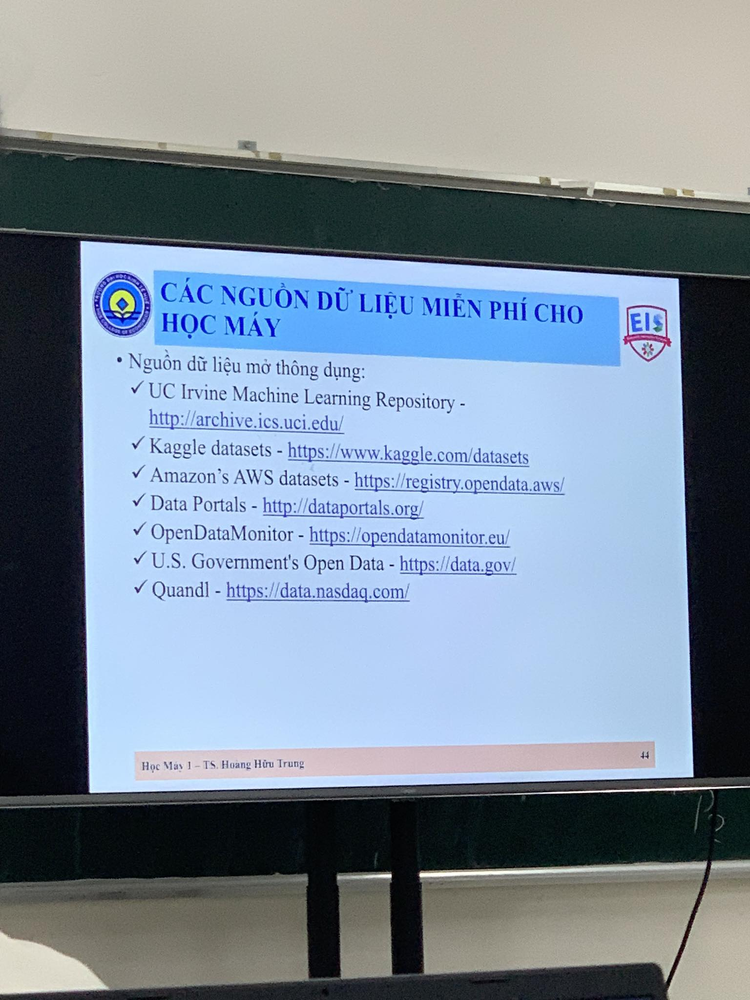 CÁC NGUỒN DỮ LIỆU MIỄN PHÍ CHO
HỌC MÁY
EIS
• Nguồn dữ liệu mở thông dụng:
✓ UC Irvine Machine Learning Repository -
http://archive.ics.uci.edu/
✓ Kaggle datasets - https://www.kaggle.com/datasets
✓ Amazon’s AWS datasets - https://registry.opendata.aws/
✓ Data Portals - http://dataportals.org/
✓ OpenDataMonitor - https://opendatamonitor.eu/
✓ U.S. Government's Open Data - https://data.gov/
✓ Quandl - https://data.nasdaq.com/
Học Máy 1 – TS. Hoàng Hữu Trung
44